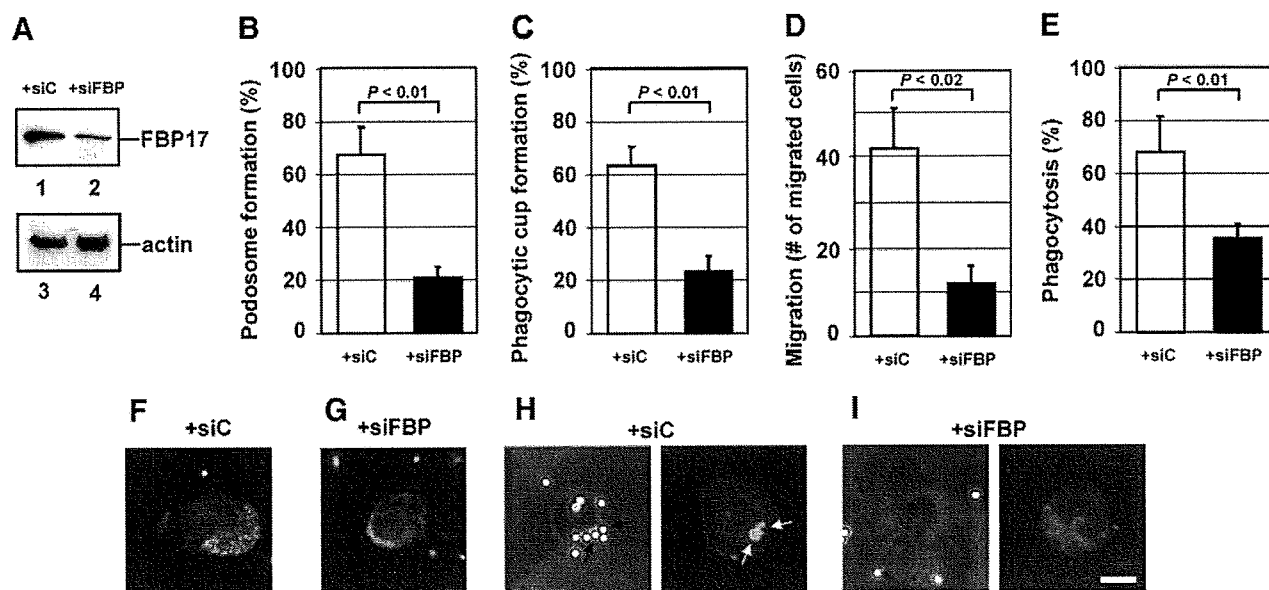 A
+siC +siFBP
FBP17
1 2
actin
3 4
B
Podosome formation (%)
100
80
60
40
20
0
P < 0.01
+siC +siFBP
C
Phagocytic cup formation (%)
100
80
60
40
20
0
P < 0.01
+siC +siFBP
D
Migration (# of migrated cells)
60
40
20
0
P < 0.02
+siC +siFBP
E
Phagocytosis (%)
100
80
60
40
20
0
P < 0.01
+siC +siFBP
F
+siC
G
+siFBP
H
+siC
I
+siFBP